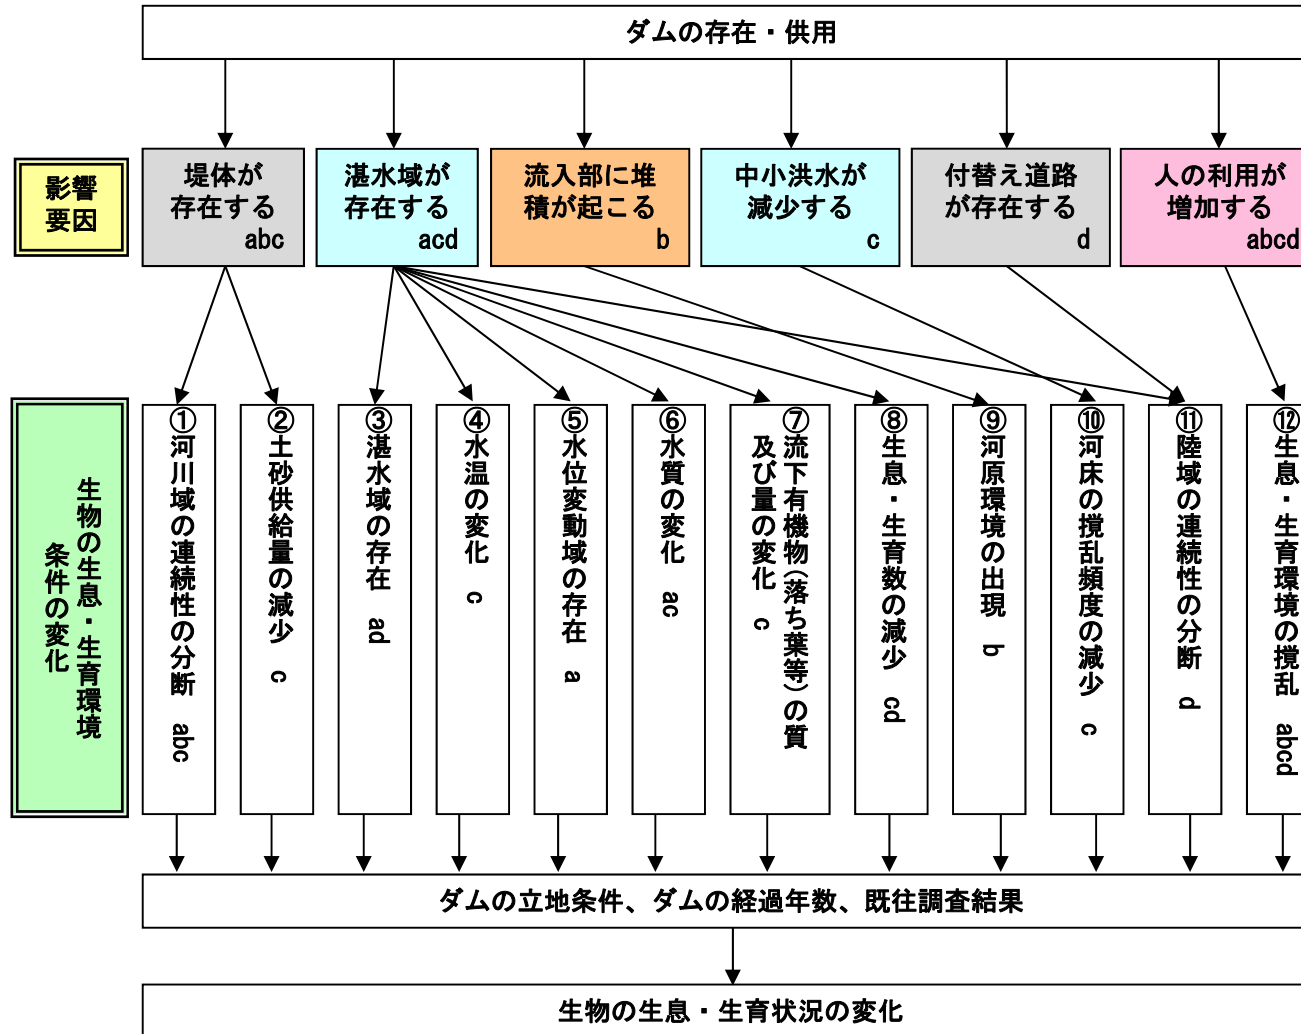 ダムの存在・供用
影響
要因
堤体が
存在する
abc
湛水域が
存在する
acd
流入部に堆
積が起こる
b
中小洪水が
減少する
c
付替え道路
が存在する
d
人の利用が
増加する
abcd
生物の生息・生育環境
条件の変化
①河川域の連続性の分断 abc
②土砂供給量の減少 c
③湛水域の存在 ad
④水温の変化 c
⑤水位変動域の存在 a
⑥水質の変化 ac
⑦流下有機物(落ち葉等)の質
及び量の変化 c
⑧生息・生育数の減少 cd
⑨河原環境の出現 b
⑩河床の撹乱頻度の減少 c
⑪陸域の連続性の分断 d
⑫生息・生育環境の撹乱 abcd
ダムの立地条件、ダムの経過年数、既往調査結果
生物の生息・生育状況の変化